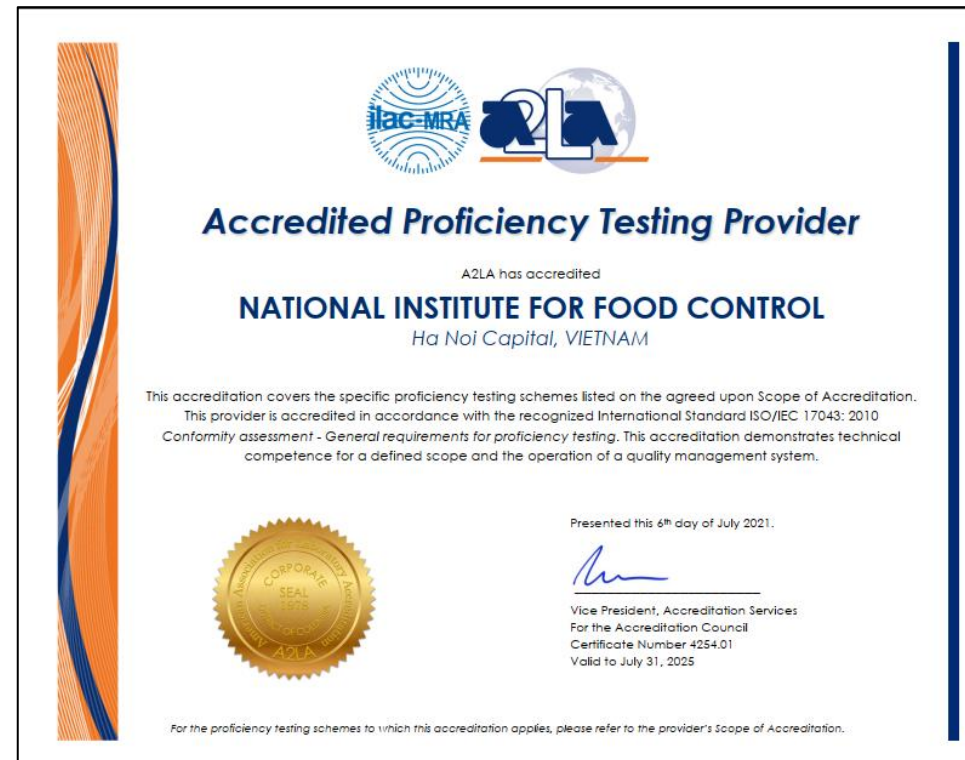 ilac-MRA
a2La
Accredited Proficiency Testing Provider
A2LA has accredited
NATIONAL INSTITUTE FOR FOOD CONTROL
Ha Noi Capital, VIETNAM
This accreditation covers the specific proficiency testing schemes listed on the agreed upon Scope of Accreditation.
This provider is accredited in accordance with the recognized International Standard ISO/IEC 17043: 2010
Conformity assessment - General requirements for proficiency testing. This accreditation demonstrates technical
competence for a defined scope and the operation of a quality management system.
American Association for Laboratory Accreditation
CORPORATE
SEAL
1978
A2LA
Presented this 6th day of July 2021.
Vice President, Accreditation Services
For the Accreditation Council
Certificate Number 4254.01
Valid to July 31, 2025
For the proficiency testing schemes to which this accreditation applies, please refer to the provider's Scope of Accreditation.